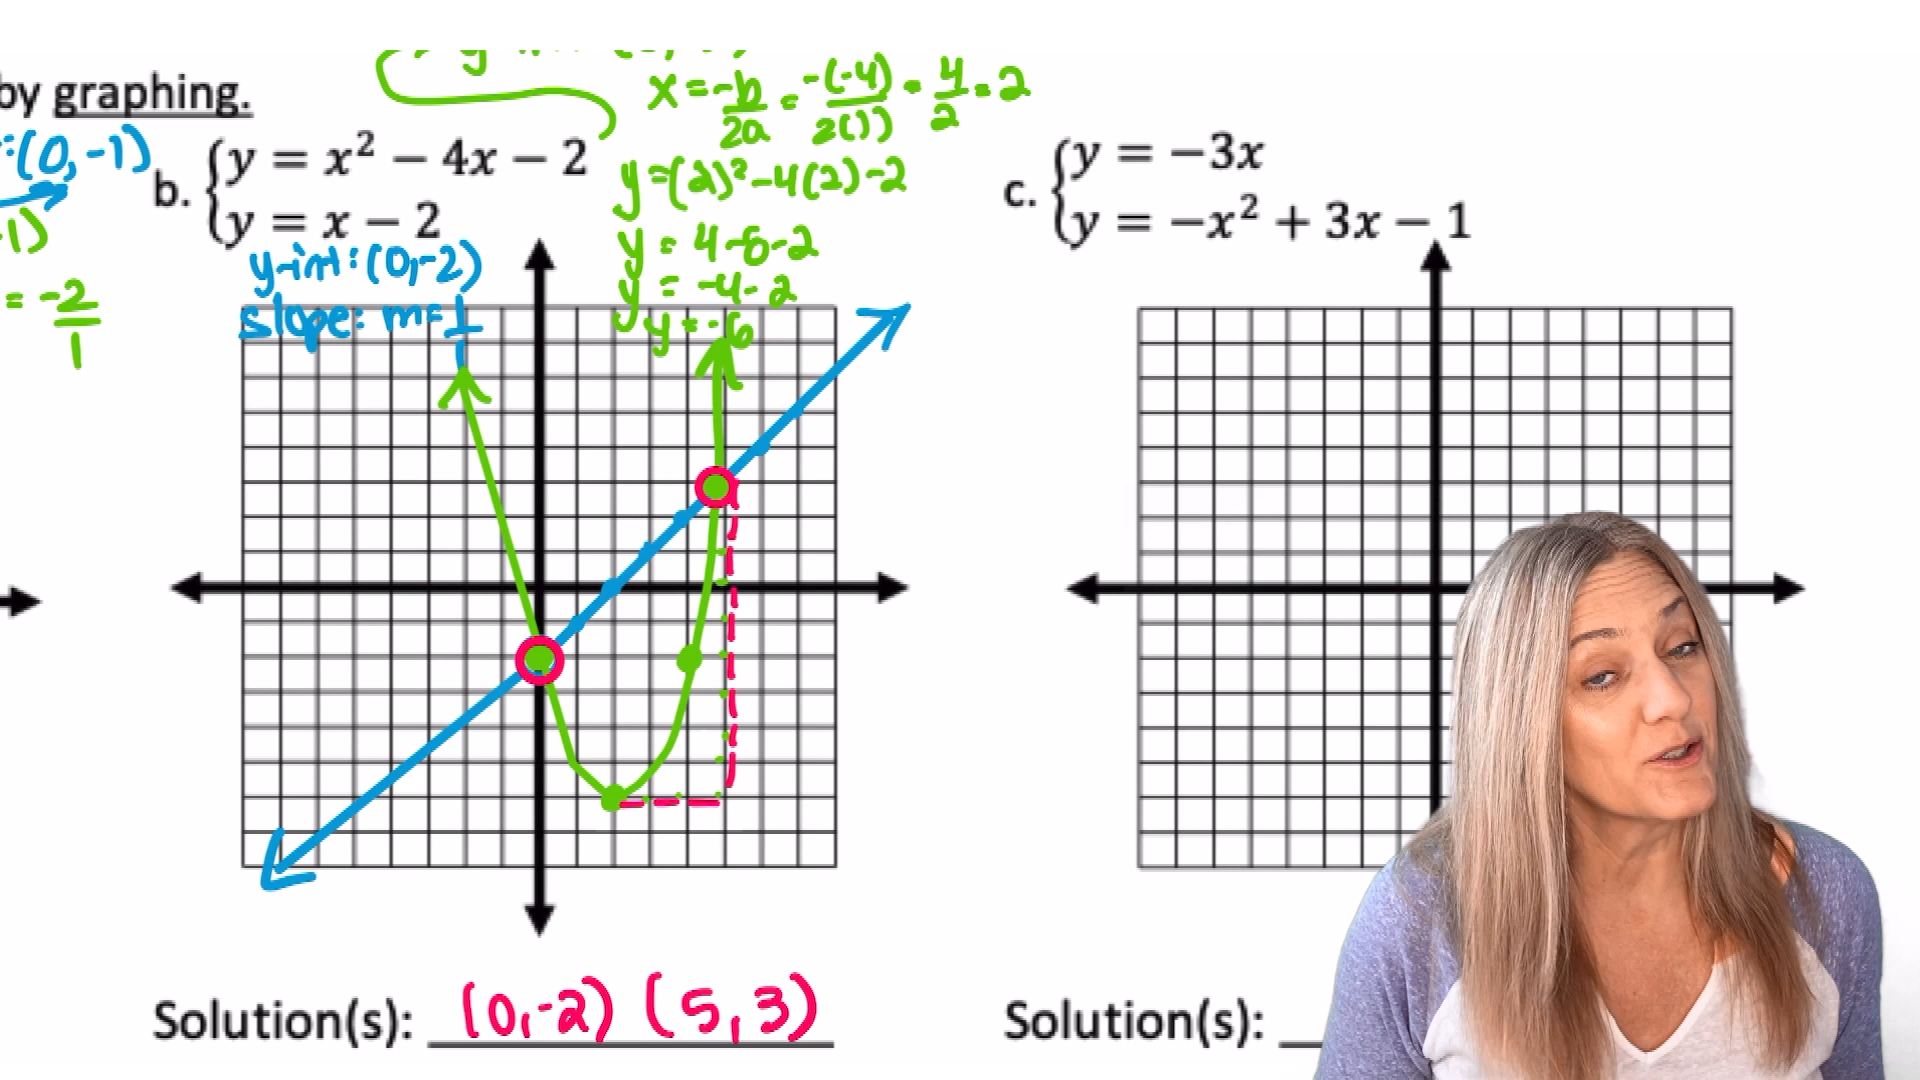 by graphing.
:(0,-1)
-1)
= -2/1
x = -b/2a = -(-4)/2(1) = 4/2 = 2
b. {y = x² − 4x − 2
y = x − 2
y=(2)²-4(2)-2
y = 4-8-2
y = -4-2
y = -6
y-int:(0,-2)
slope: m=1/1
Solution(s): (0,-2) (5,3)
c. {y = −3x
y = −x² + 3x − 1
Solution(s):